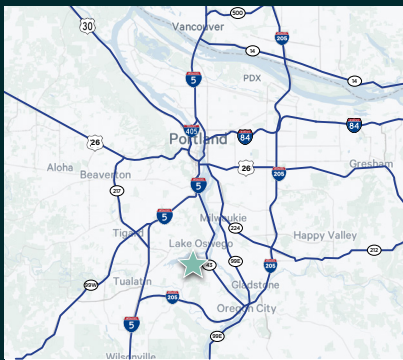 500
30
Vancouver
205
14
5
PDX
14
405
Portland
84
84
26
26
Aloha
Beaverton
Gresham
205
217
5
5
Milwaukie
Tigard
224
Lake Oswego
Happy Valley
212
43
99E
205
99W
Tualatin
Gladstone
205
Oregon City
5
99E
Wilsonville